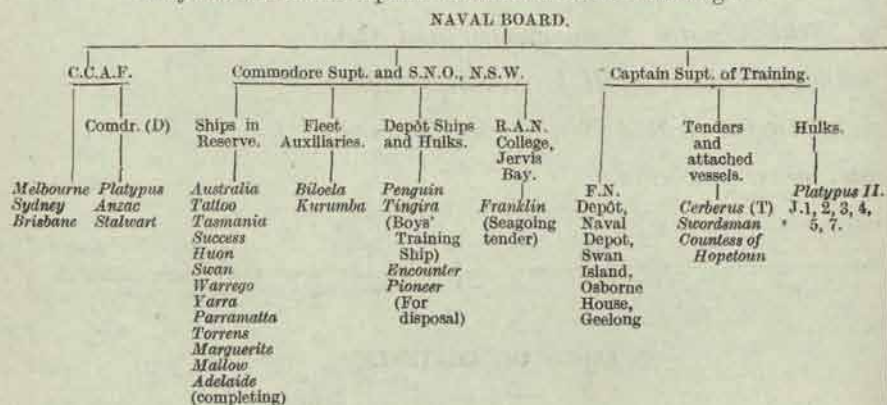 NAVAL BOARD.
C.C.A.F.
Commodore Supt. and S.N.O., N.S.W.
Captain Supt. of Training.
Comdr. (D)
Ships in
Reserve.
Fleet
Auxiliaries.
Depôt Ships
and Hulks.
R.A.N.
College,
Jervis
Bay.
Tenders
and
attached
vessels.
Hulks.
Melbourne
Sydney
Brisbane
Platypus
Anzac
Stalwart
Australia
Tattoo
Tasmania
Success
Huon
Swan
Warrego
Yarra
Parramatta
Torrens
Marguerite
Mallow
Adelaide
(completing)
Biloela
Kurumba
Penguin
Tingira
(Boys'
Training
Ship)
Encounter
Pioneer
(For
disposal)
Franklin
(Seagoing
tender)
F.N.
Depôt,
Naval
Depot,
Swan
Island,
Osborne
House,
Geelong
Cerberus (T)
Swordsman
Countess of
Hopetoun
Platypus II.
J.1, 2, 3, 4,
5, 7.